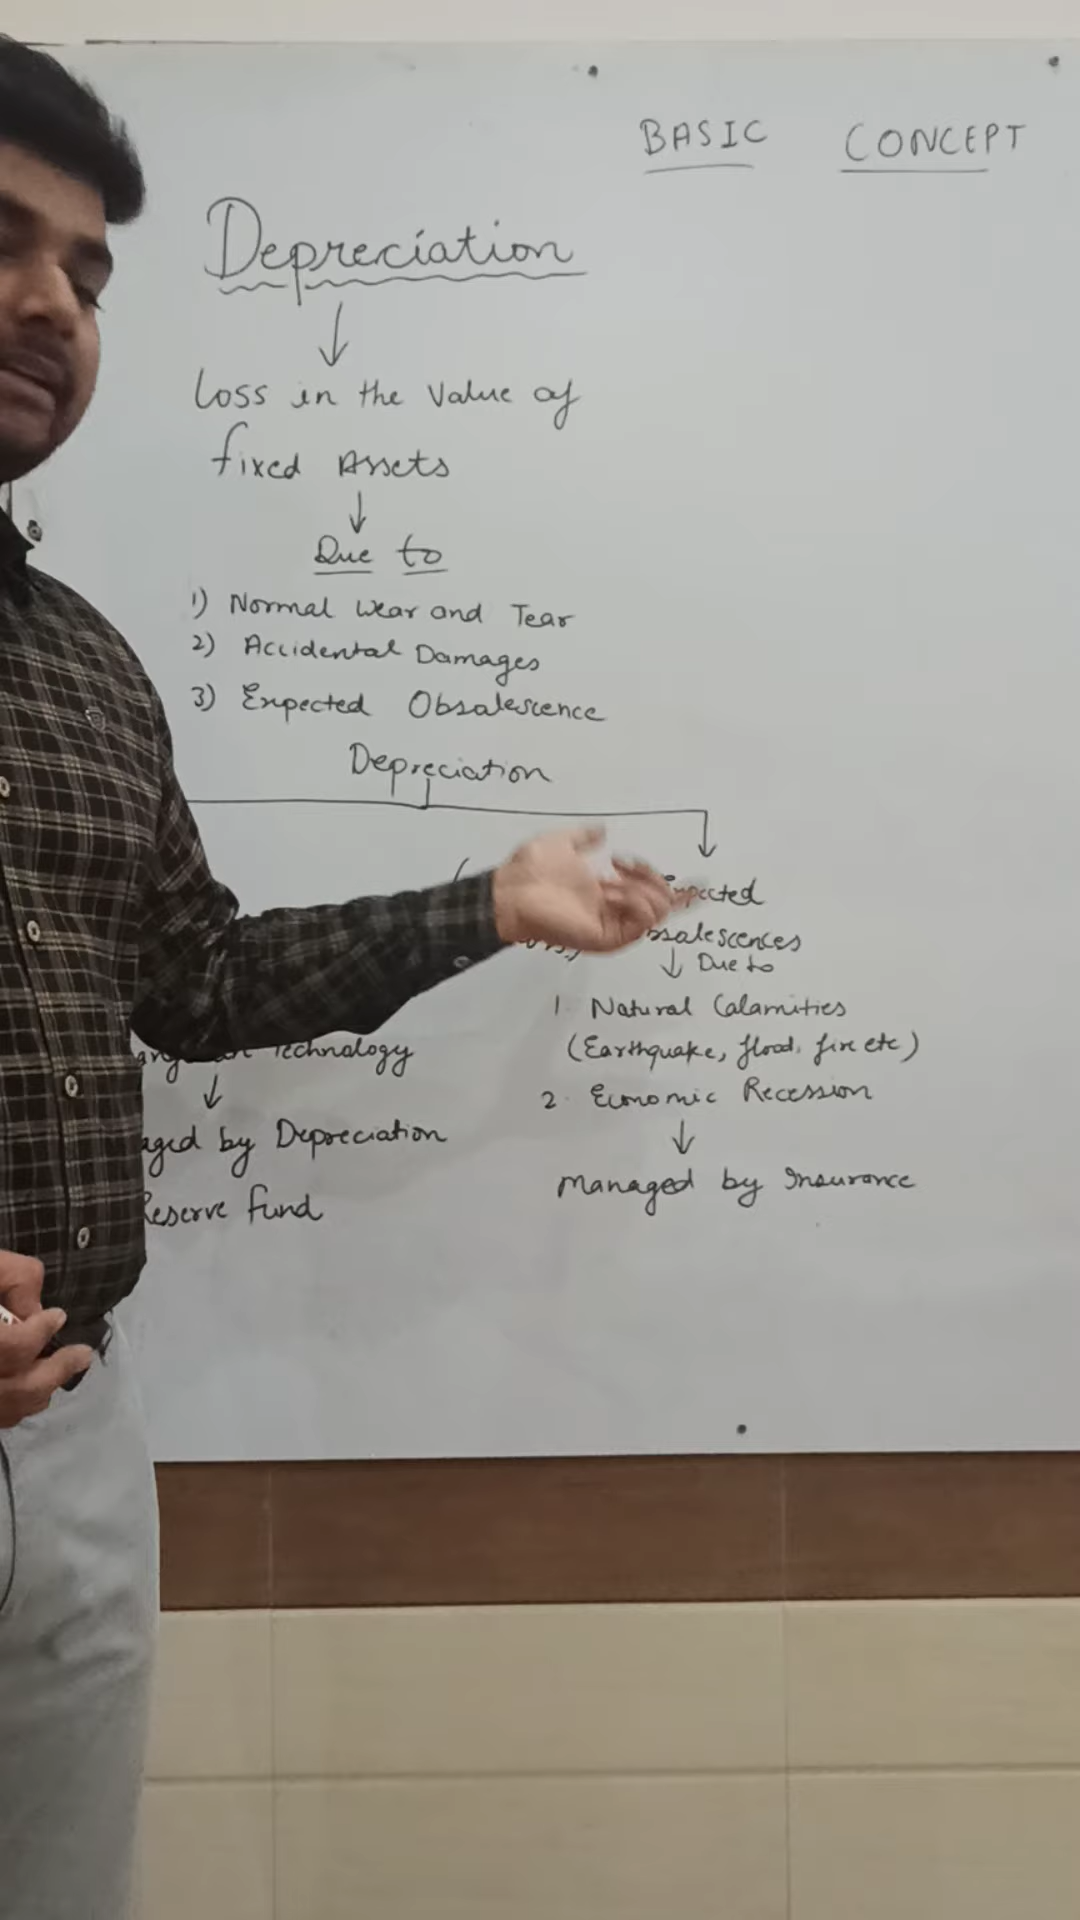 BASIC CONCEPT
Depreciation
Loss in the Value of
fixed Assets
Due to
1) Normal Wear and Tear
2) Accidental Damages
3) Expected Obsalescence
Depreciation
Due to
1. Natural Calamities
(Earthquake, flood, fire etc)
Technology
2. Economic Recession
by Depreciation
Managed by Insurance
Reserve fund